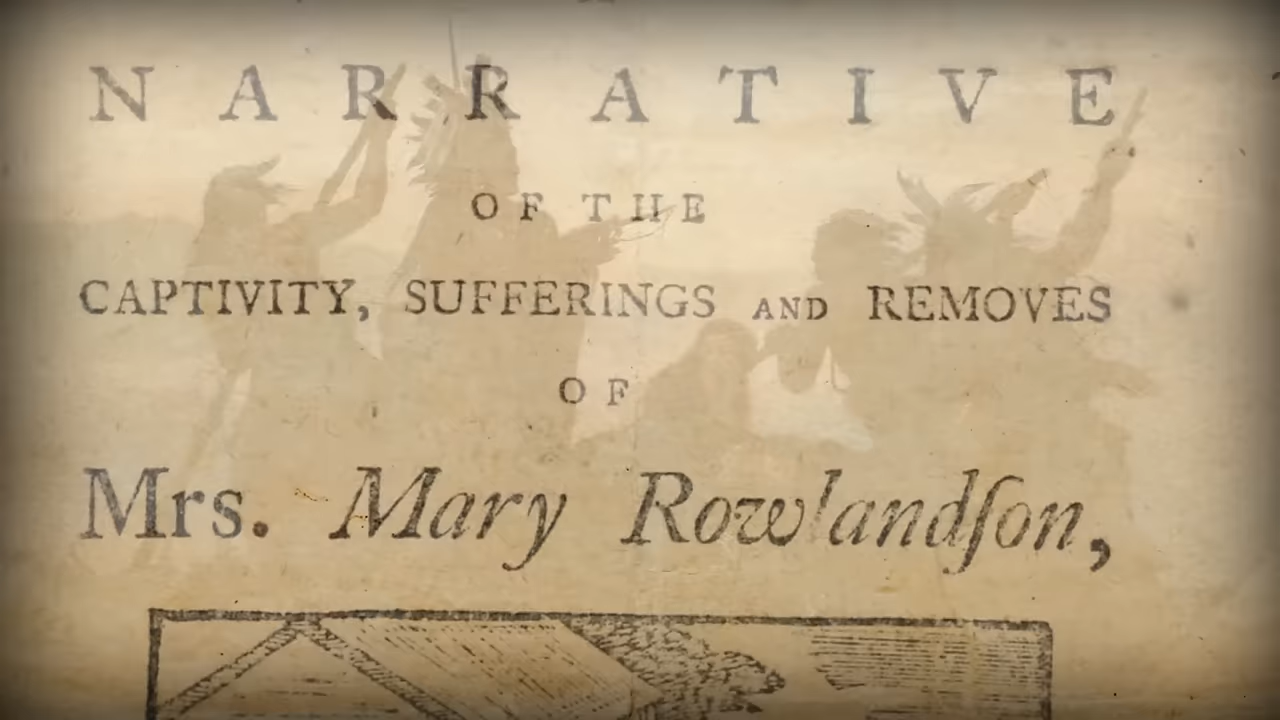 NARRATIVE
OF THE
CAPTIVITY, SUFFERINGS AND REMOVES
OF
Mrs. Mary Rowlandſon,